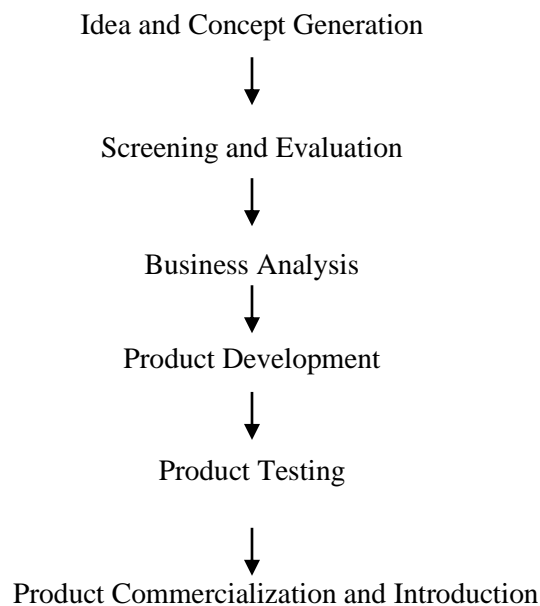 Idea and Concept Generation
Screening and Evaluation
Business Analysis
Product Development
Product Testing
Product Commercialization and Introduction